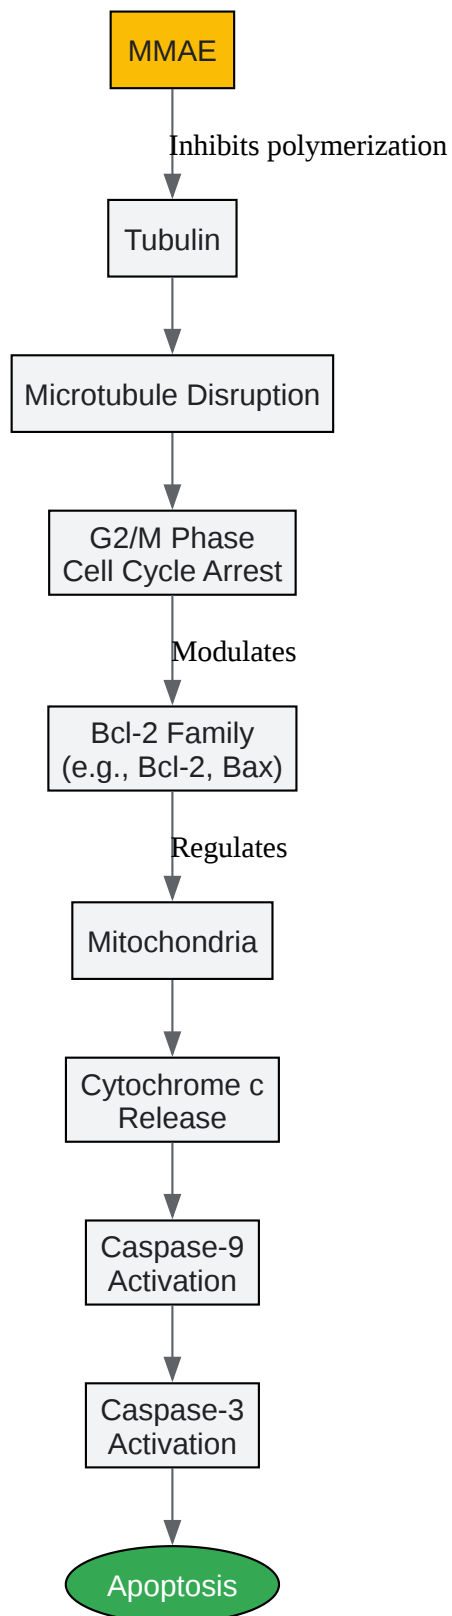 MMAE
Inhibits polymerization
Tubulin
Microtubule Disruption
G2/M Phase
Cell Cycle Arrest
Modulates
Bcl-2 Family
(e.g., Bcl-2, Bax)
Regulates
Mitochondria
Cytochrome c
Release
Caspase-9
Activation
Caspase-3
Activation
Apoptosis